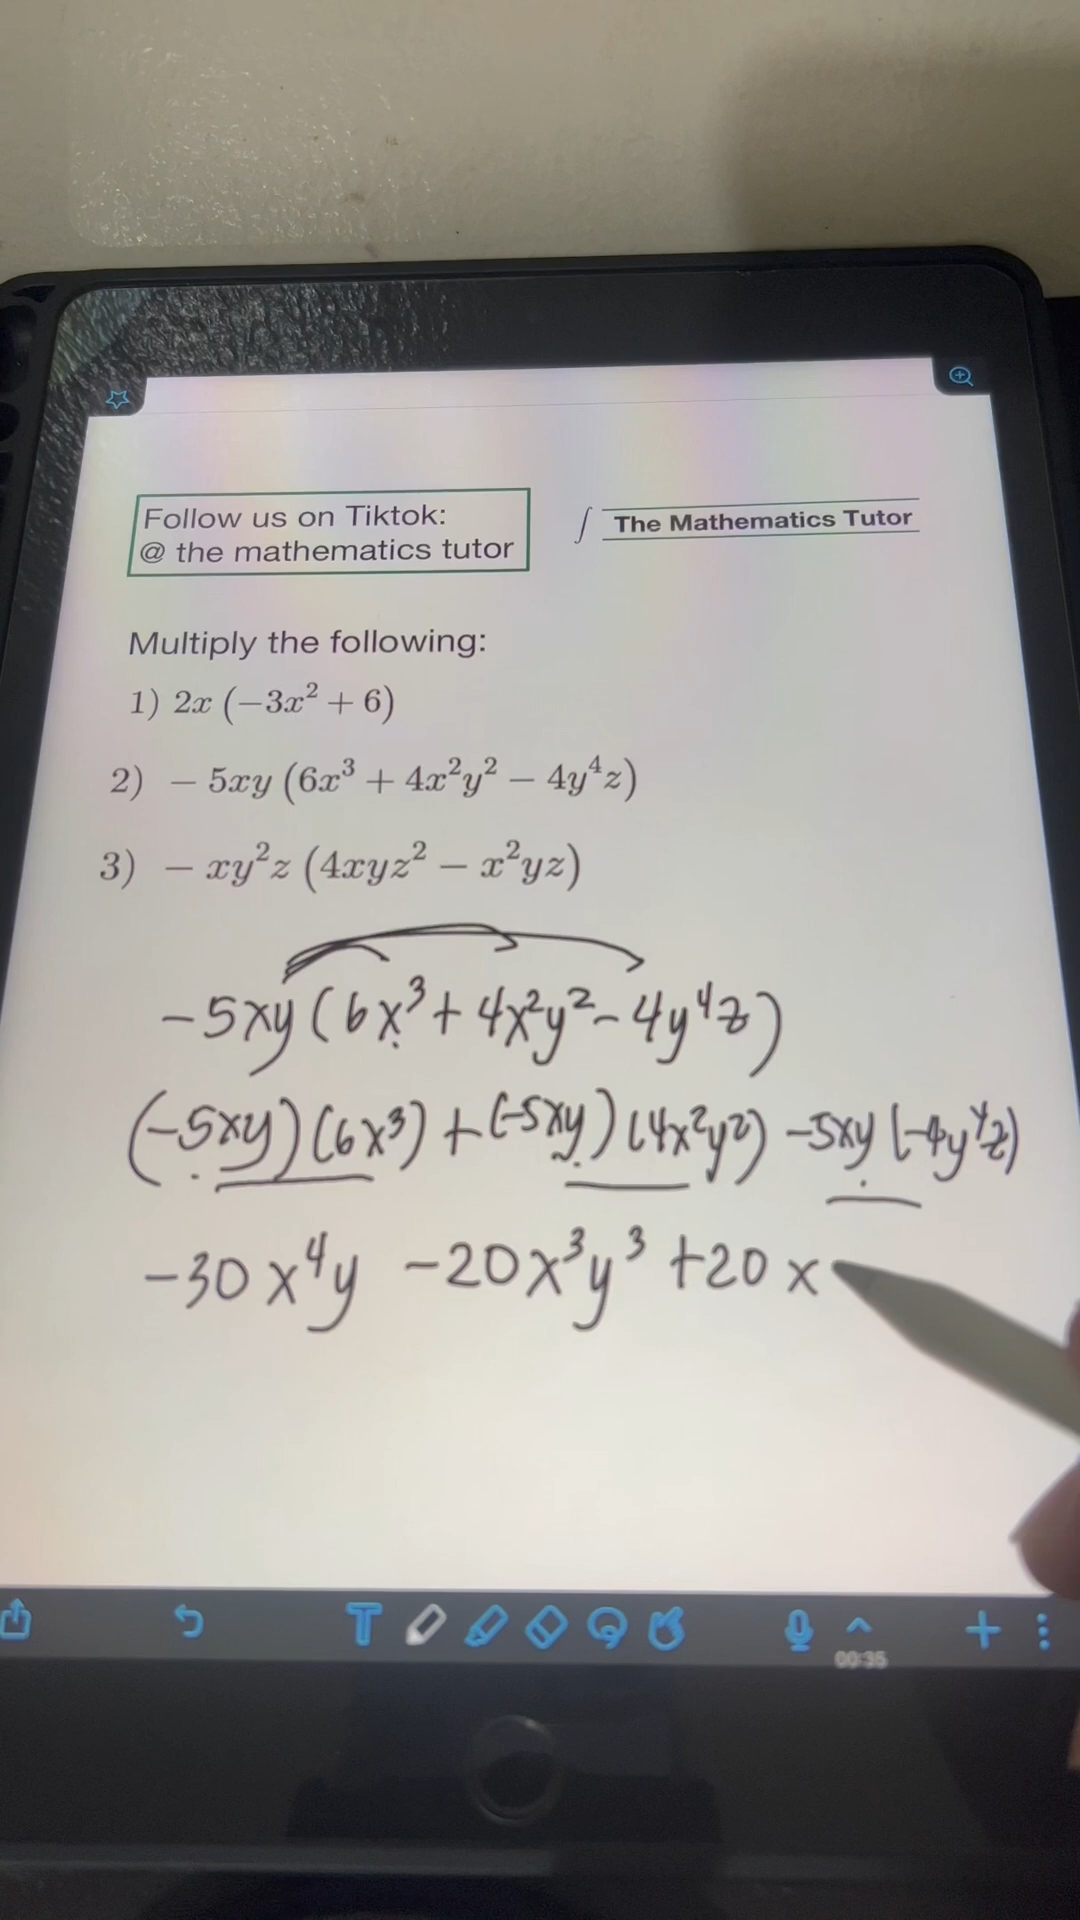 Follow us on Tiktok:
@ the mathematics tutor
∫ The Mathematics Tutor
Multiply the following:
1) 2x (−3x² + 6)
2) − 5xy (6x³ + 4x²y² − 4y⁴z)
3) − xy²z (4xyz² − x²yz)
-5xy(6x³+4x²y²-4y⁴z)
(-5xy)(6x³)+(-5xy)(4x²y²) -5xy(-4y⁴z)
-30x⁴y -20x³y³ +20x
T
00:35